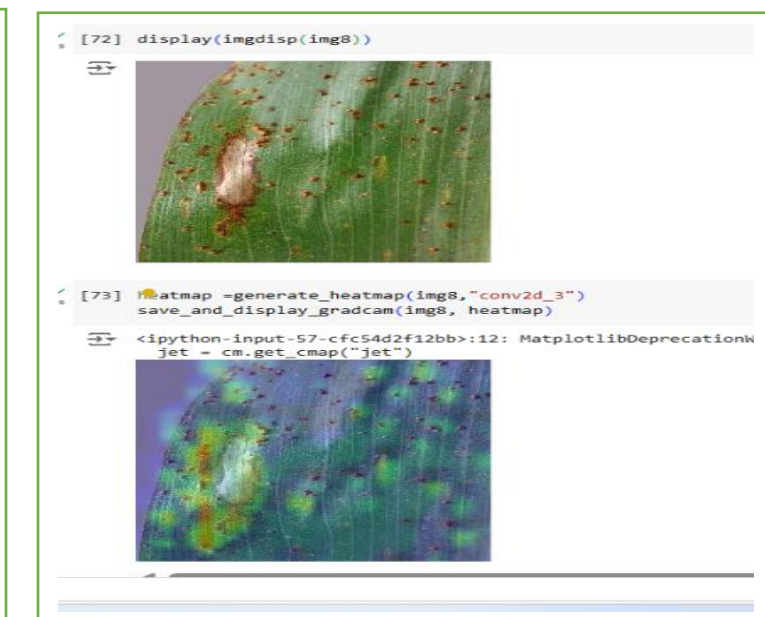 [72] display(imgdisp(img8))
[73] heatmap =generate_heatmap(img8,"conv2d_3")
save_and_display_gradcam(img8, heatmap)
<ipython-input-57-cfc54d2f12bb>:12: MatplotlibDeprecationW
jet = cm.get_cmap("jet")